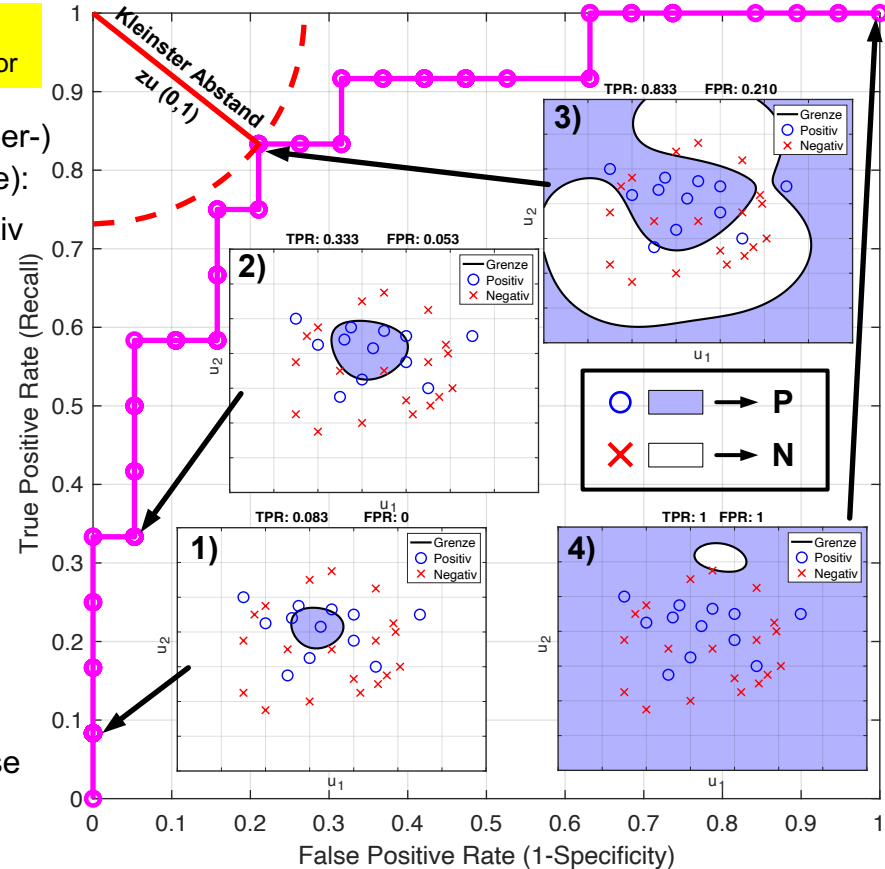 or
er-)
e):
iv
se
True Positive Rate (Recall)
1
0.9
0.8
0.7
0.6
0.5
0.4
0.3
0.2
0.1
0
0
0.1
0.2
0.3
0.4
0.5
0.6
0.7
0.8
0.9
1
False Positive Rate (1-Specificity)
Kleinster Abstand
zu (0,1)
TPR: 0.833 FPR: 0.210
3)
Grenze
Positiv
Negativ
u2
u1
TPR: 0.333 FPR: 0.053
2)
Grenze
Positiv
Negativ
u2
u1
P
N
TPR: 0.083 FPR: 0
1)
Grenze
Positiv
Negativ
u2
u1
TPR: 1 FPR: 1
4)
Grenze
Positiv
Negativ
u2
u1